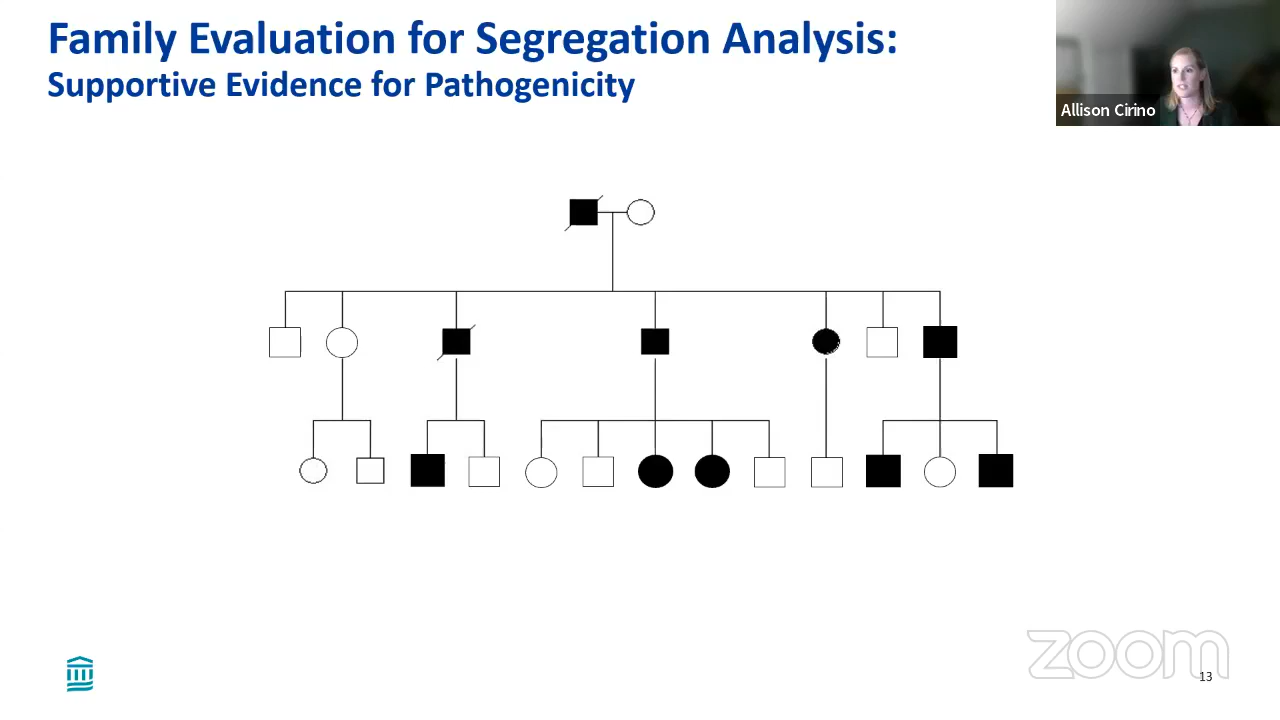 Family Evaluation for Segregation Analysis:
Supportive Evidence for Pathogenicity
Allison Cirino
zoom
13